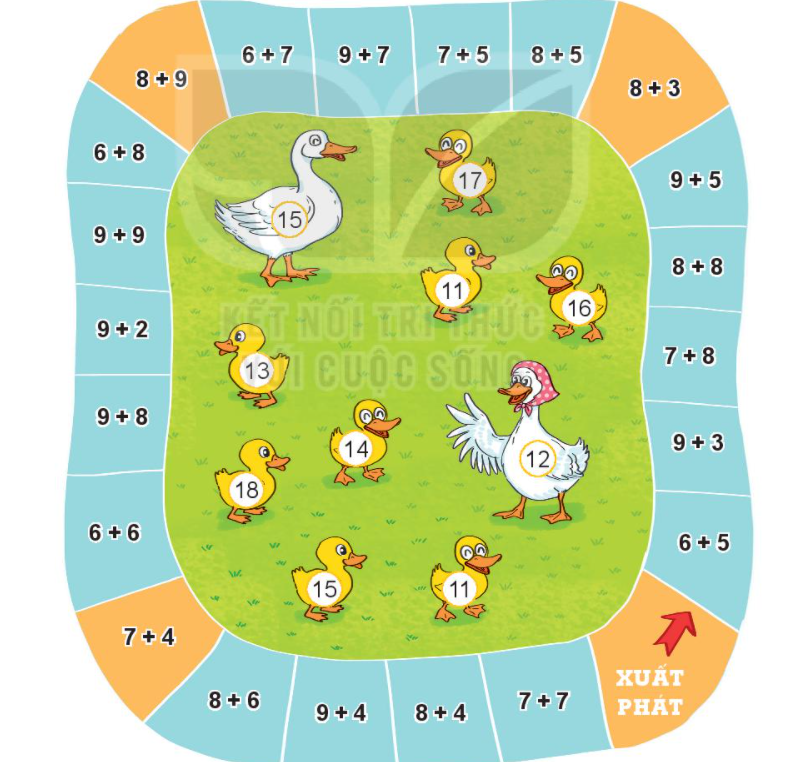 8 + 9
6 + 7
9 + 7
7 + 5
8 + 5
8 + 3
6 + 8
9 + 5
9 + 9
8 + 8
9 + 2
7 + 8
9 + 8
9 + 3
6 + 6
6 + 5
7 + 4
8 + 6
9 + 4
8 + 4
7 + 7
XUẤT
PHÁT
15
17
11
16
13
14
12
18
15
11
KẾT NỐI TRI THỨC
VỚI CUỘC SỐNG